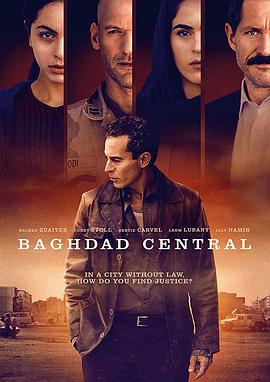 WALEED ZUAITER COREY STOLL BERTIE CARVEL LEEM LUBANY JULY NAMIR
BAGHDAD CENTRAL
IN A CITY WITHOUT LAW,
HOW DO YOU FIND JUSTICE?